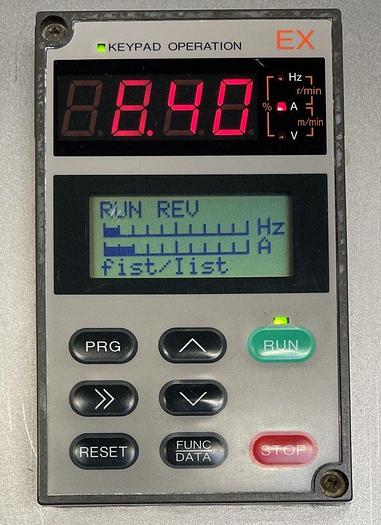 KEYPAD OPERATION EX
8.40
Hz
r/min
% A
m/min
V
RUN REV
Hz
A
fist/Iist
PRG
RUN
RESET
FUNC
DATA
STOP